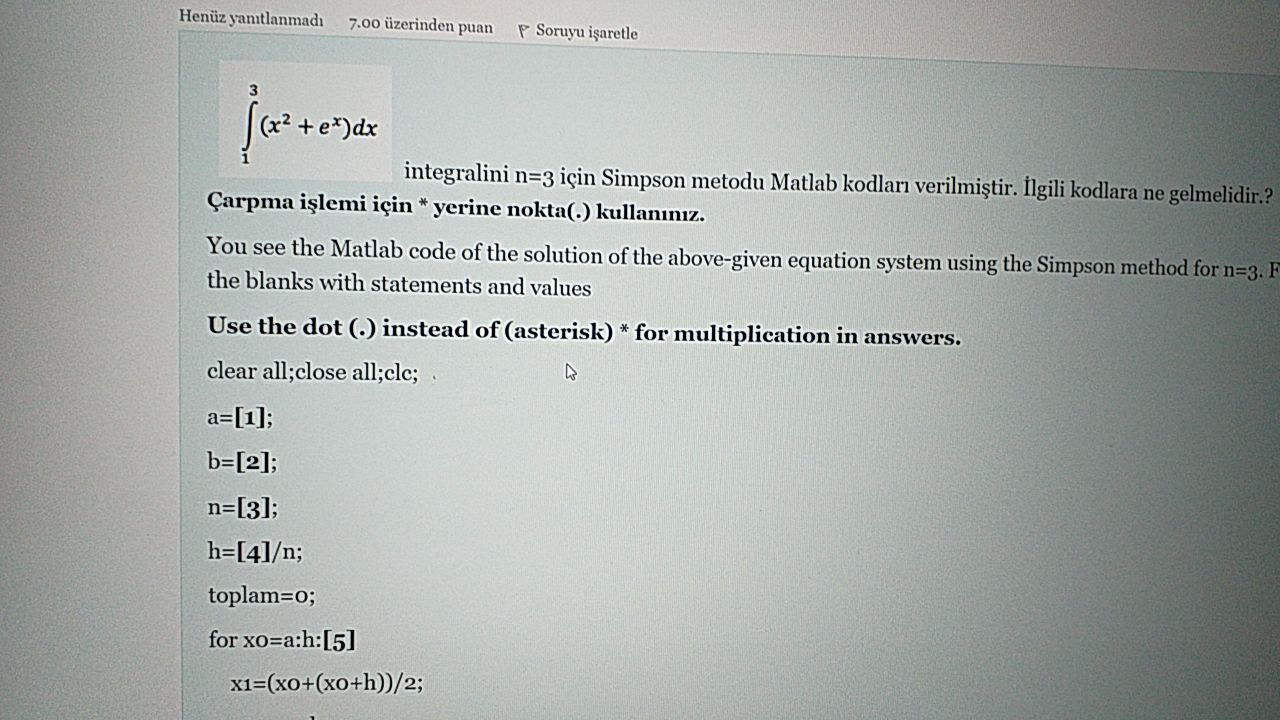 Henüz yanıtlanmadı 7.00 üzerinden puan Soruyu işaretle
3
∫(x² + eˣ)dx
1
integralini n=3 için Simpson metodu Matlab kodları verilmiştir. İlgili kodlara ne gelmelidir.?
Çarpma işlemi için * yerine nokta(.) kullanınız.
You see the Matlab code of the solution of the above-given equation system using the Simpson method for n=3.
the blanks with statements and values
Use the dot (.) instead of (asterisk) * for multiplication in answers.
clear all;close all;clc;
a=[1];
b=[2];
n=[3];
h=[4]/n;
toplam=0;
for x0=a:h:[5]
x1=(x0+(x0+h))/2;